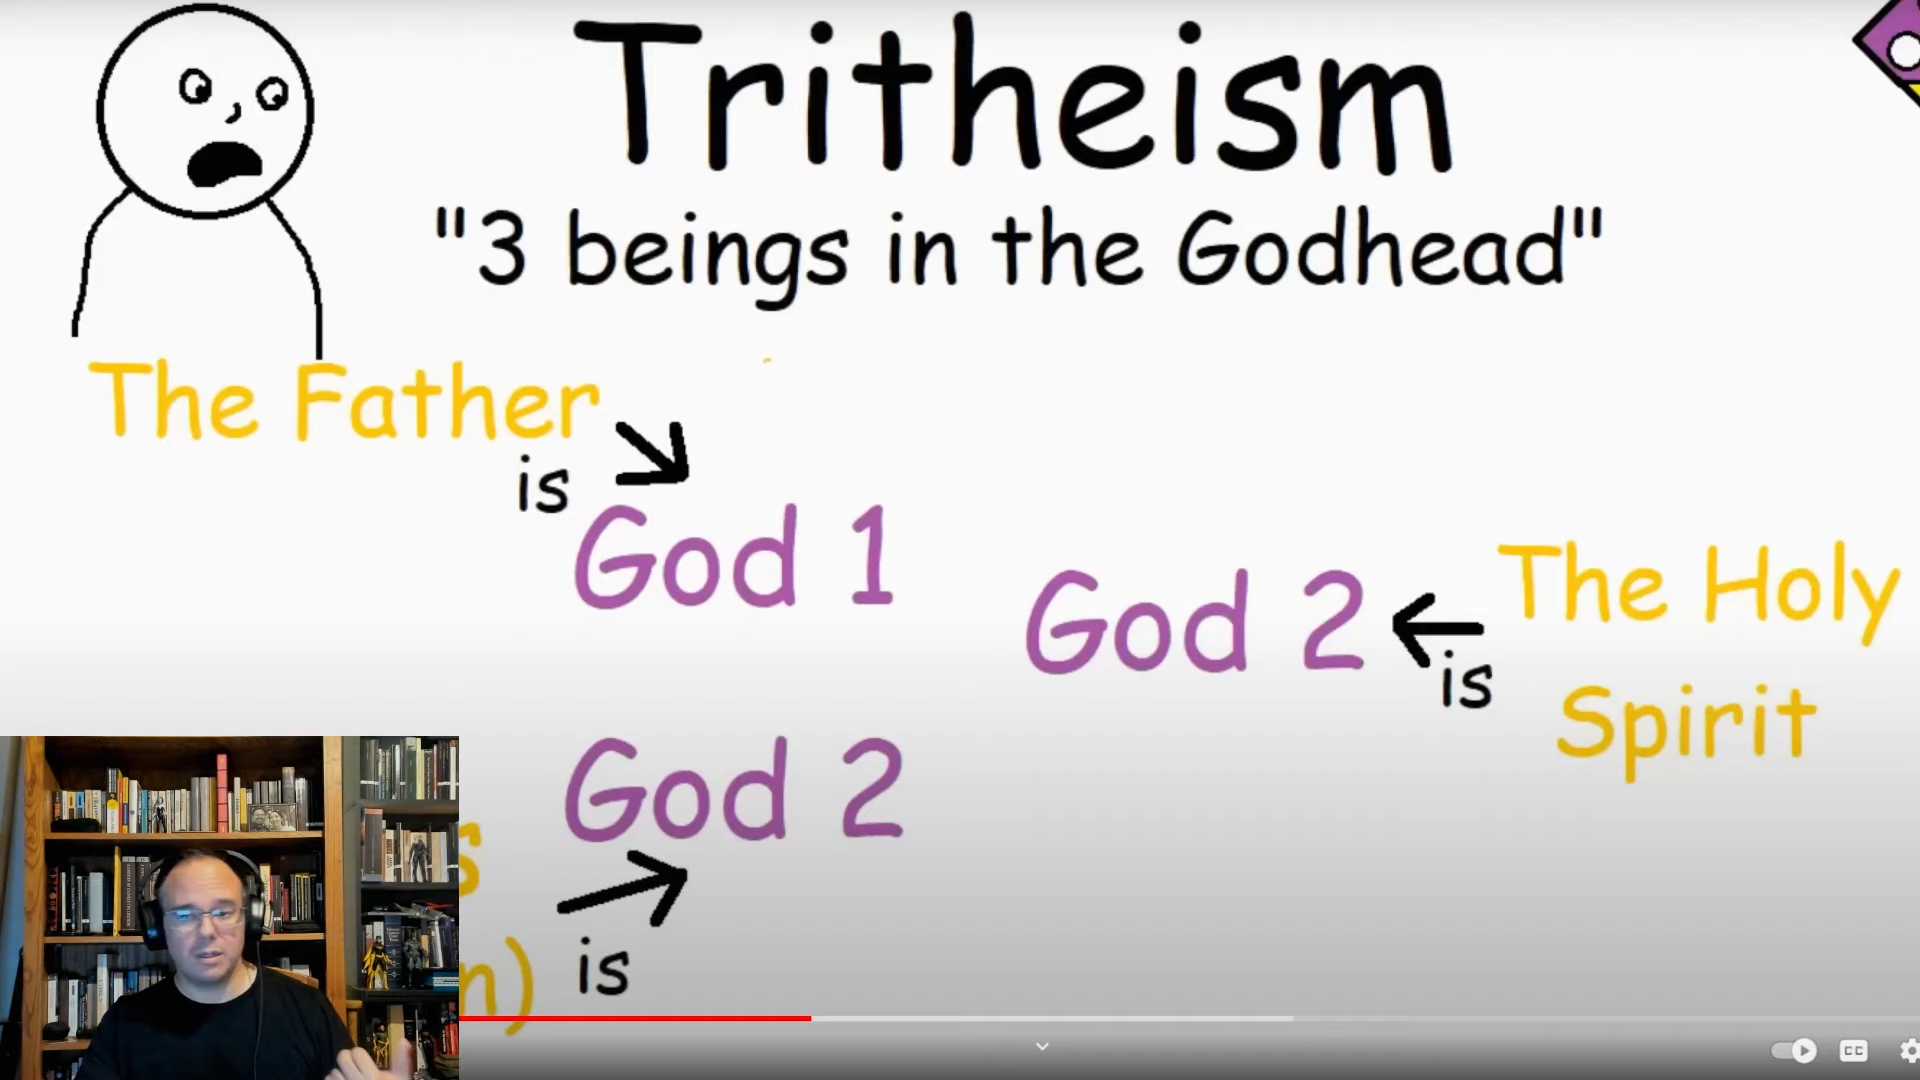 Tritheism
"3 beings in the Godhead"
The Father
is
God 1
God 2
is
The Holy
Spirit
God 2
s
is
n)
CC